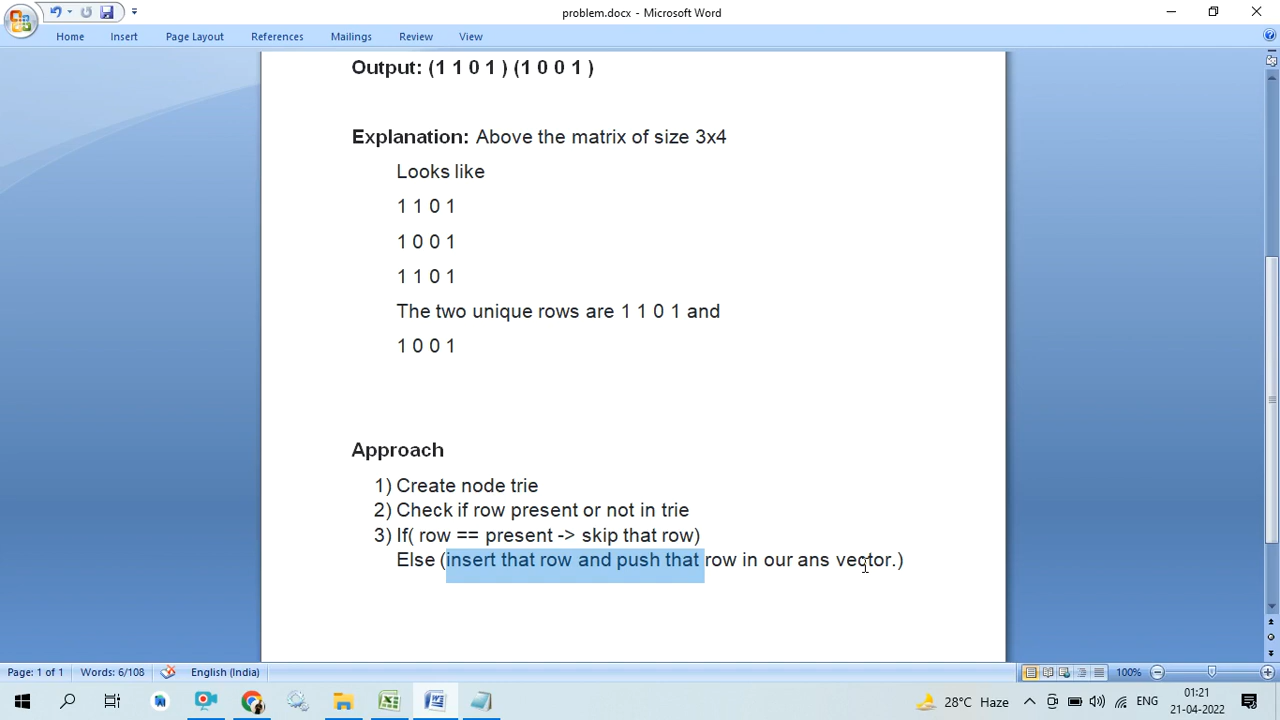 problem.docx - Microsoft Word
Home Insert Page Layout References Mailings Review View
Output: (1 1 0 1 ) (1 0 0 1 )
Explanation: Above the matrix of size 3x4
Looks like
1 1 0 1
1 0 0 1
1 1 0 1
The two unique rows are 1 1 0 1 and
1 0 0 1
Approach
1) Create node trie
2) Check if row present or not in trie
3) If( row == present -> skip that row)
Else (insert that row and push that row in our ans vector.)
Page: 1 of 1 Words: 6/108 English (India) 100%
28°C Haze ENG 01:21
21-04-2022